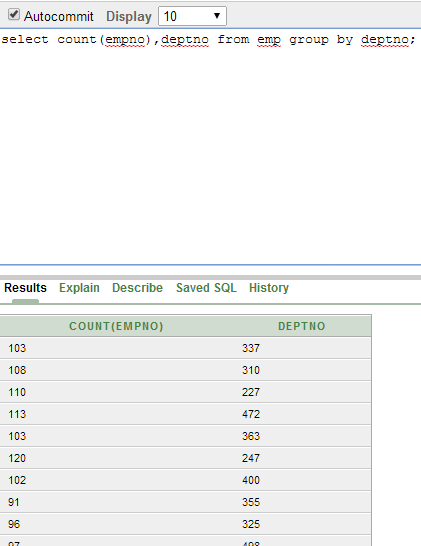 Autocommit Display 10
select count(empno),deptno from emp group by deptno;
Results Explain Describe Saved SQL History
COUNT(EMPNO) DEPTNO
103 337
108 310
110 227
113 472
103 363
120 247
102 400
91 355
96 325
97 498